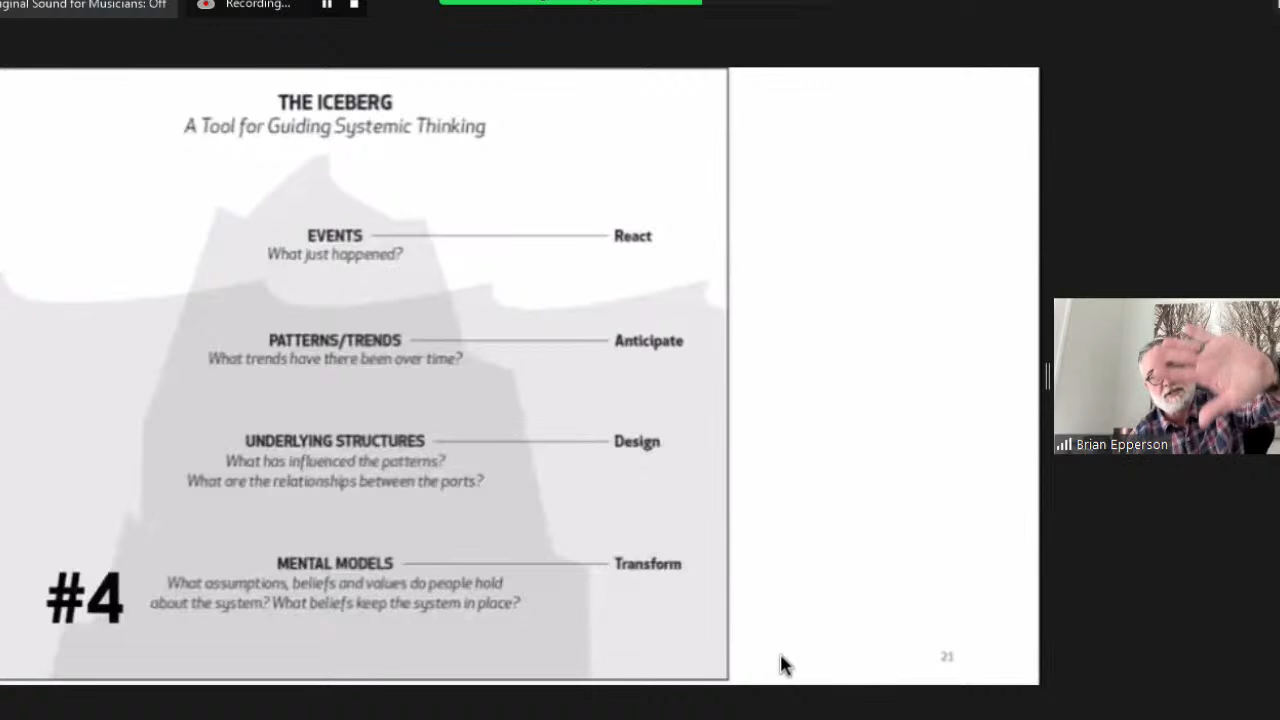 iginal Sound for Musicians: Off
Recording...
THE ICEBERG
A Tool for Guiding Systemic Thinking
EVENTS React
What just happened?
PATTERNS/TRENDS Anticipate
What trends have there been over time?
UNDERLYING STRUCTURES Design
What has influenced the patterns?
What are the relationships between the parts?
MENTAL MODELS Transform
What assumptions, beliefs and values do people hold
about the system? What beliefs keep the system in place?
#4
21
Brian Epperson